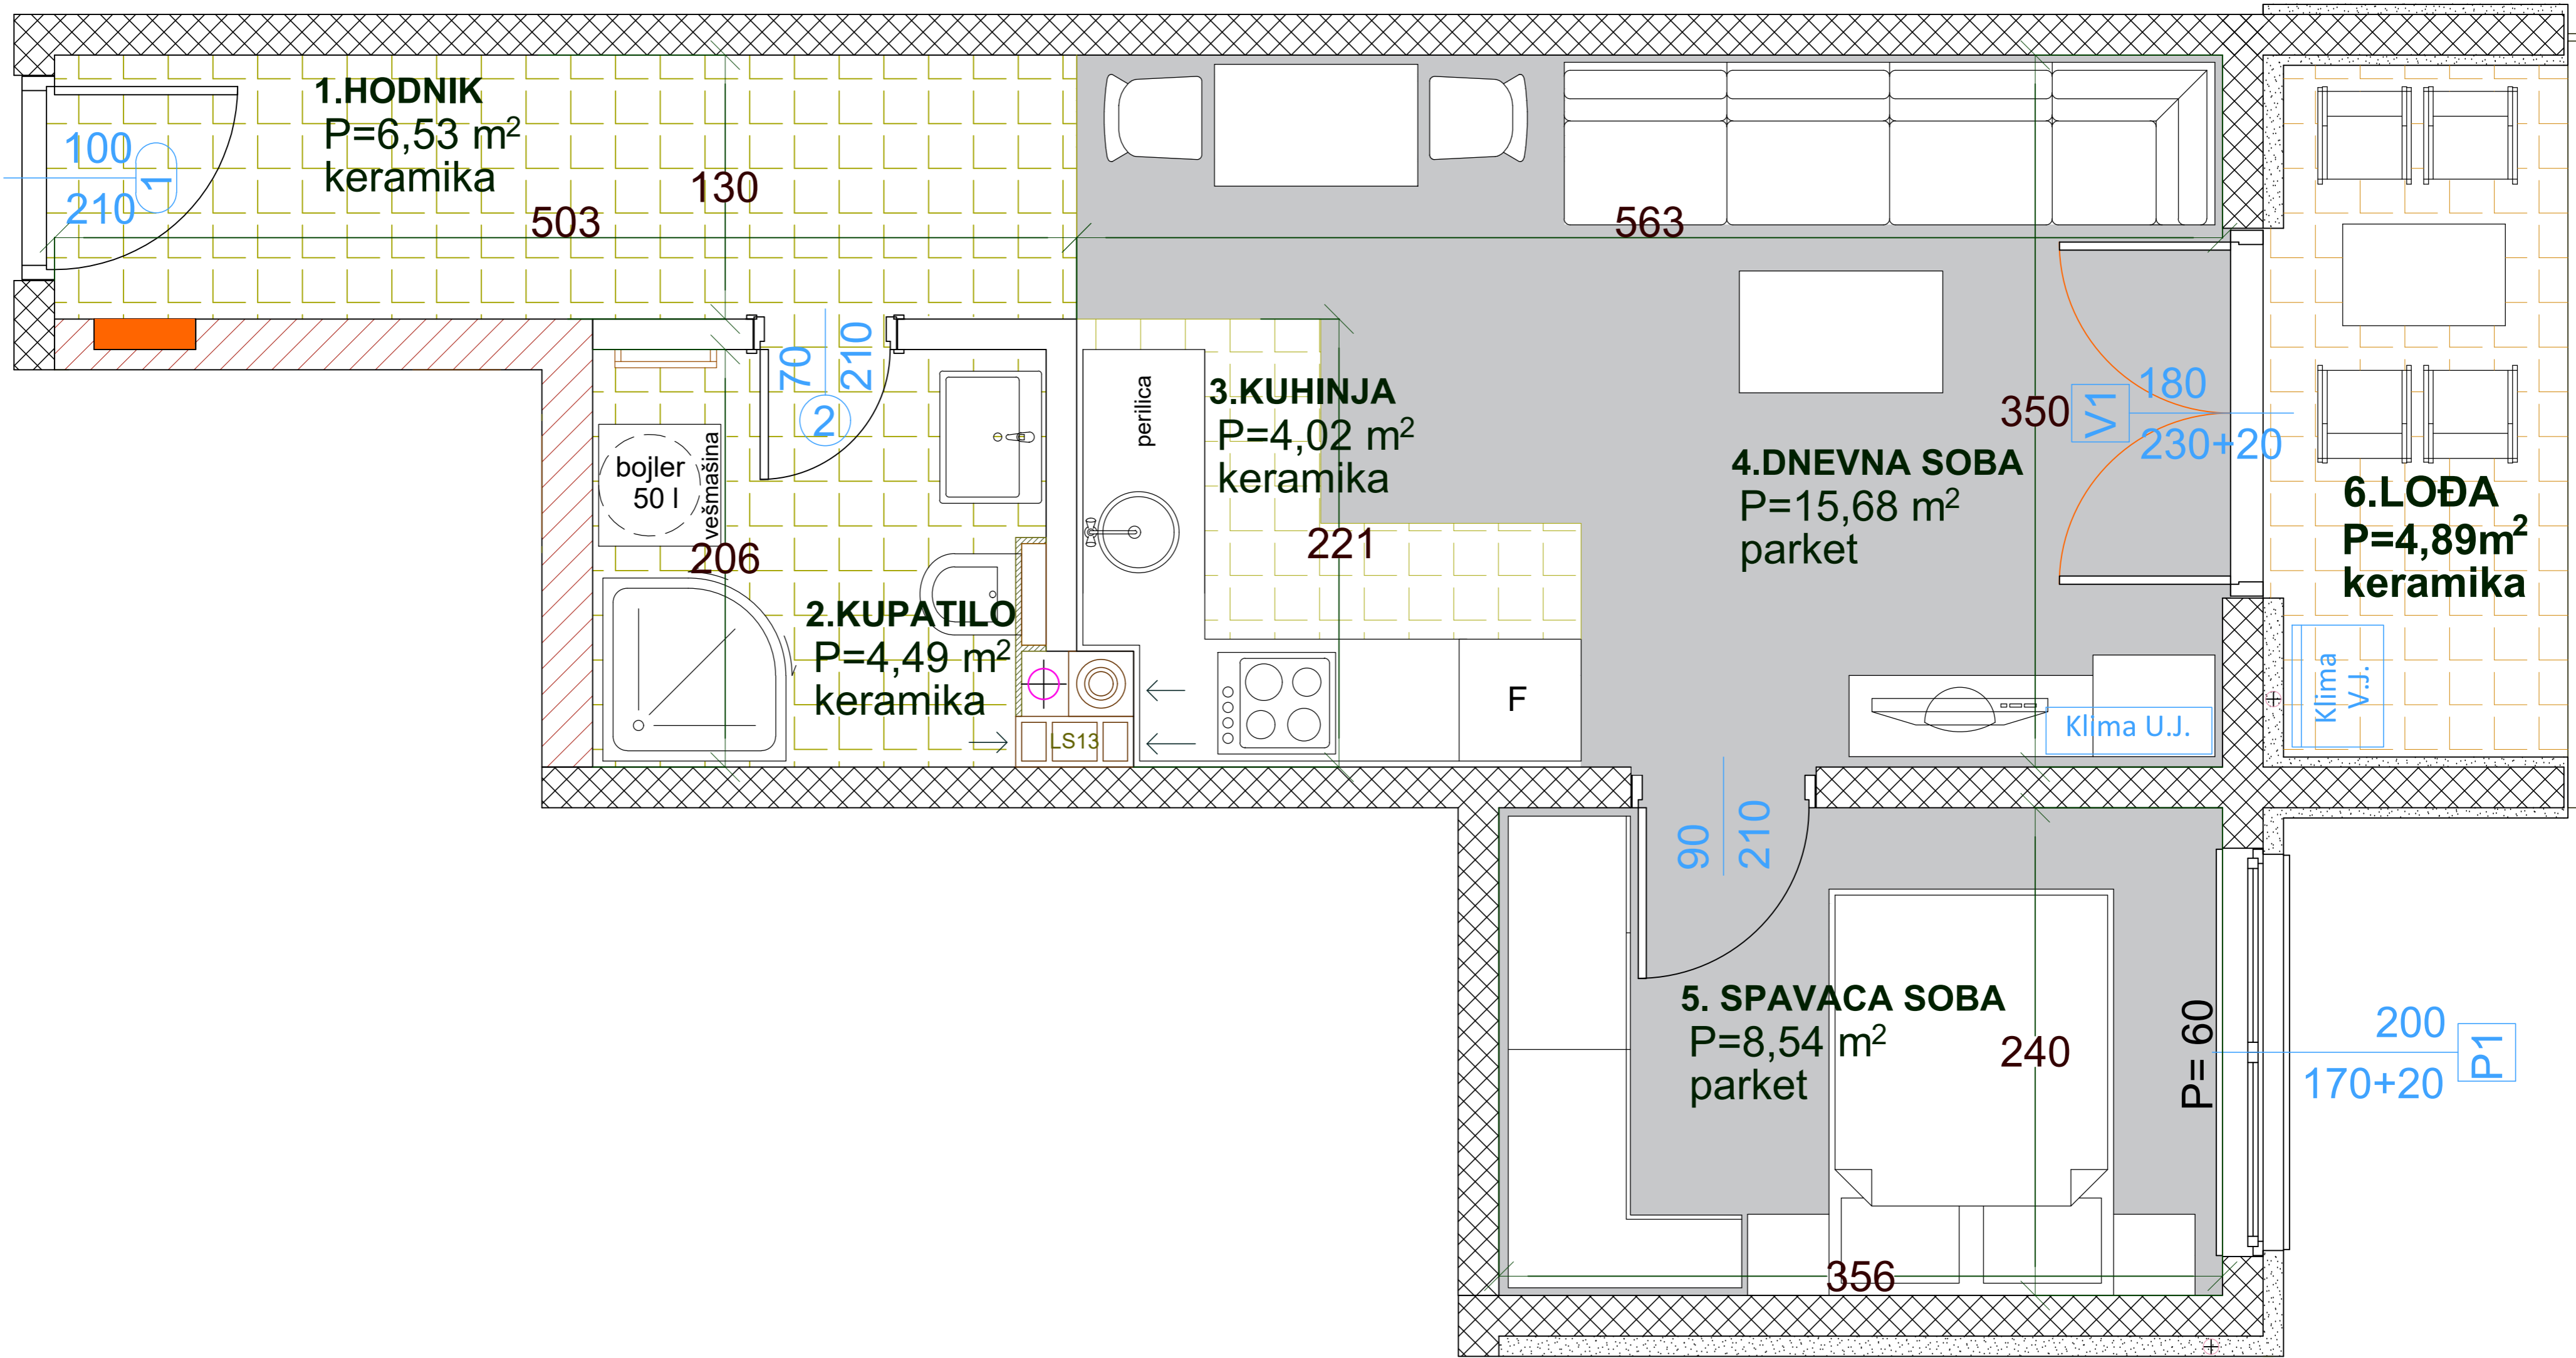 1.HODNIK
P=6,53 m²
keramika
100
210
1
130
503
563
70
210
2
bojler
50 l
vešmašina
206
2.KUPATILO
P=4,49 m²
keramika
LS13
perilica
3.KUHINJA
P=4,02 m²
keramika
221
F
4.DNEVNA SOBA
P=15,68 m²
parket
350
V1
180
230+20
Klima U.J.
6.LOĐA
P=4,89m²
keramika
Klima
V.J.
90
210
5. SPAVACA SOBA
P=8,54 m²
parket
240
356
P= 60
200
170+20
P1